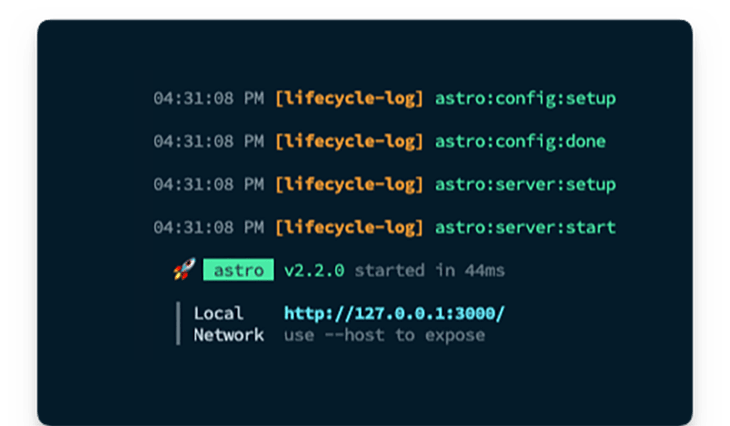 04:31:08 PM [lifecycle-log] astro:config:setup
04:31:08 PM [lifecycle-log] astro:config:done
04:31:08 PM [lifecycle-log] astro:server:setup
04:31:08 PM [lifecycle-log] astro:server:start
🚀 astro v2.2.0 started in 44ms
Local http://127.0.0.1:3000/
Network use --host to expose